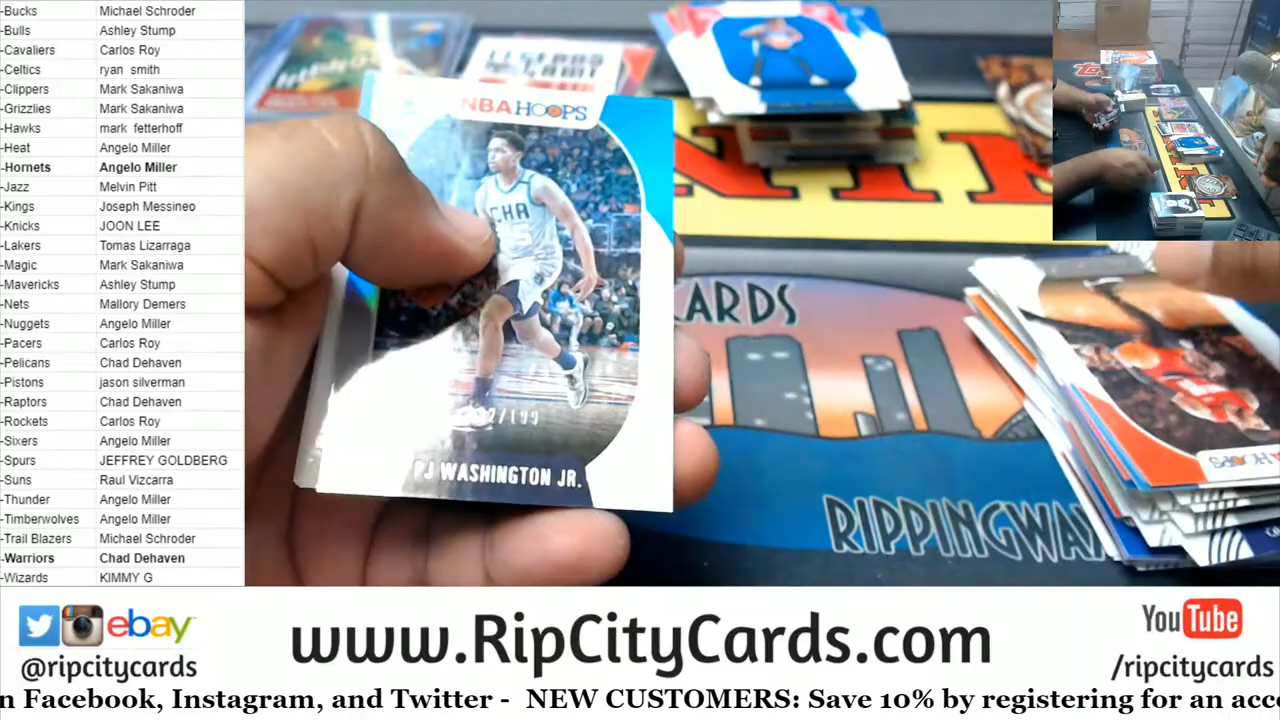 -Bucks Michael Schroder
-Bulls Ashley Stump
-Cavaliers Carlos Roy
-Celtics ryan smith
-Clippers Mark Sakaniwa
-Grizzlies Mark Sakaniwa
-Hawks mark fetterhoff
-Heat Angelo Miller
-Hornets Angelo Miller
-Jazz Melvin Pitt
-Kings Joseph Messineo
-Knicks JOON LEE
-Lakers Tomas Lizarraga
-Magic Mark Sakaniwa
-Mavericks Ashley Stump
-Nets Mallory Demers
-Nuggets Angelo Miller
-Pacers Carlos Roy
-Pelicans Chad Dehaven
-Pistons jason silverman
-Raptors Chad Dehaven
-Rockets Carlos Roy
-Sixers Angelo Miller
-Spurs JEFFREY GOLDBERG
-Suns Raul Vizcarra
-Thunder Angelo Miller
-Timberwolves Angelo Miller
-Trail Blazers Michael Schroder
-Warriors Chad Dehaven
-Wizards KIMMY G
NBA HOOPS
CHA
/199
PJ WASHINGTON JR.
CARDS
RIPPINGWAX
HOOPS
ebay
@ripcitycards
www.RipCityCards.com
YouTube
/ripcitycards
n Facebook, Instagram, and Twitter - NEW CUSTOMERS: Save 10% by registering for an acc